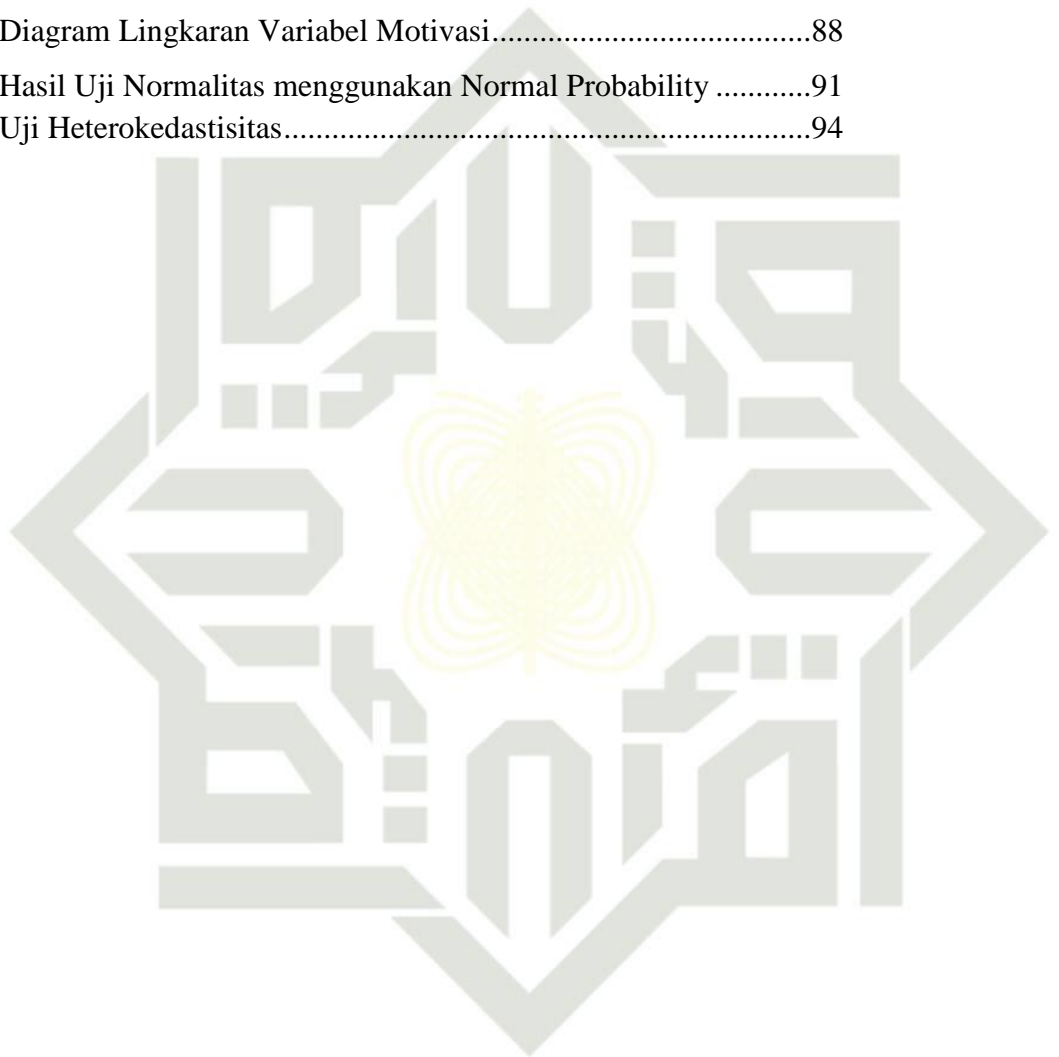 Diagram Lingkaran Variabel Motivasi........................................88
Hasil Uji Normalitas menggunakan Normal Probability ............91
Uji Heterokedastisitas..................................................................94